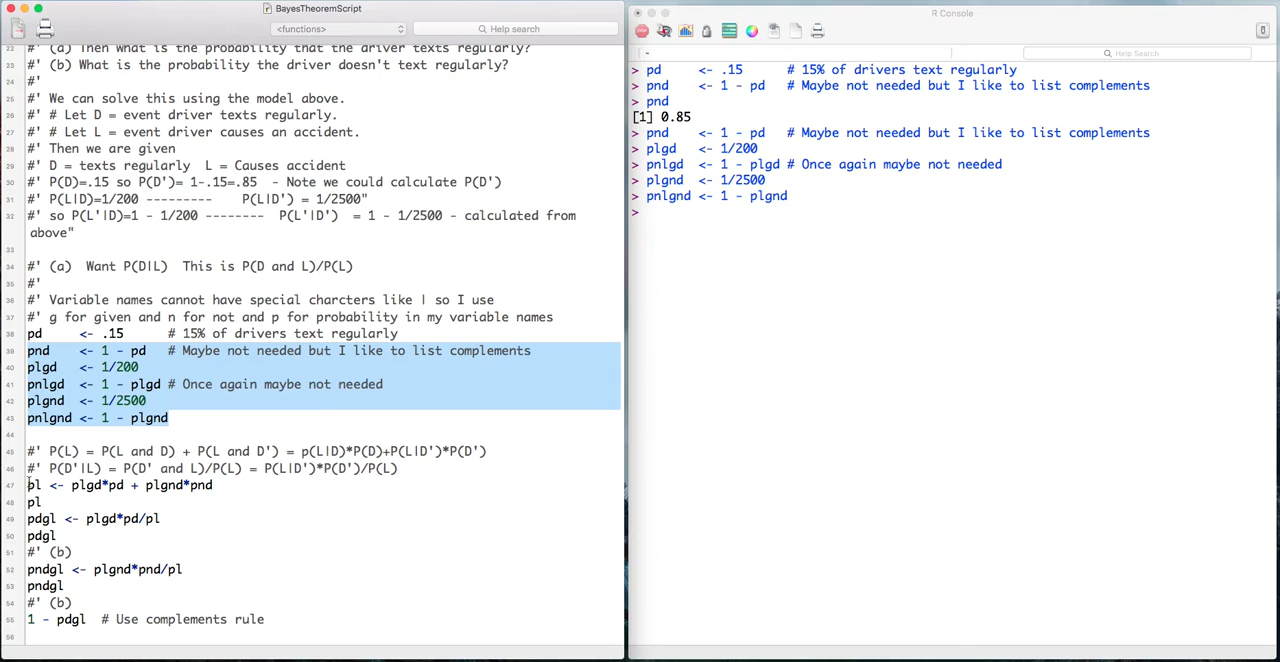 BayesTheoremScript
<functions>
Help search
22 #' (a) Then what is the probability that the driver texts regularly?
23 #' (b) What is the probability the driver doesn't text regularly?
24 #'
25 #' We can solve this using the model above.
26 #' # Let D = event driver texts regularly.
27 #' # Let L = event driver causes an accident.
28 #' Then we are given
29 #' D = texts regularly  L = Causes accident
30 #' P(D)=.15 so P(D')= 1-.15=.85  - Note we could calculate P(D')
31 #' P(L|D)=1/200 ---------     P(L|D') = 1/2500"
32 #' so P(L'|D)=1 - 1/200 --------  P(L'|D')  = 1 - 1/2500 - calculated from
above"
33
34 #' (a)  Want P(D|L)  This is P(D and L)/P(L)
35 #'
36 #' Variable names cannot have special charcters like | so I use
37 #' g for given and n for not and p for probability in my variable names
38 pd     <- .15      # 15% of drivers text regularly
39 pnd    <- 1 - pd   # Maybe not needed but I like to list complements
40 plgd   <- 1/200
41 pnlgd  <- 1 - plgd # Once again maybe not needed
42 plgnd  <- 1/2500
43 pnlgnd <- 1 - plgnd
44
45 #' P(L) = P(L and D) + P(L and D') = p(L|D)*P(D)+P(L|D')*P(D')
46 #' P(D'|L) = P(D' and L)/P(L) = P(L|D')*P(D')/P(L)
47 pl <- plgd*pd + plgnd*pnd
48 pl
49 pdgl <- plgd*pd/pl
50 pdgl
51 #' (b)
52 pndgl <- plgnd*pnd/pl
53 pndgl
54 #' (b)
55 1 - pdgl  # Use complements rule
56
R Console
Help Search
> pd     <- .15      # 15% of drivers text regularly
> pnd    <- 1 - pd   # Maybe not needed but I like to list complements
> pnd
[1] 0.85
> pnd    <- 1 - pd   # Maybe not needed but I like to list complements
> plgd   <- 1/200
> pnlgd  <- 1 - plgd # Once again maybe not needed
> plgnd  <- 1/2500
> pnlgnd <- 1 - plgnd
>